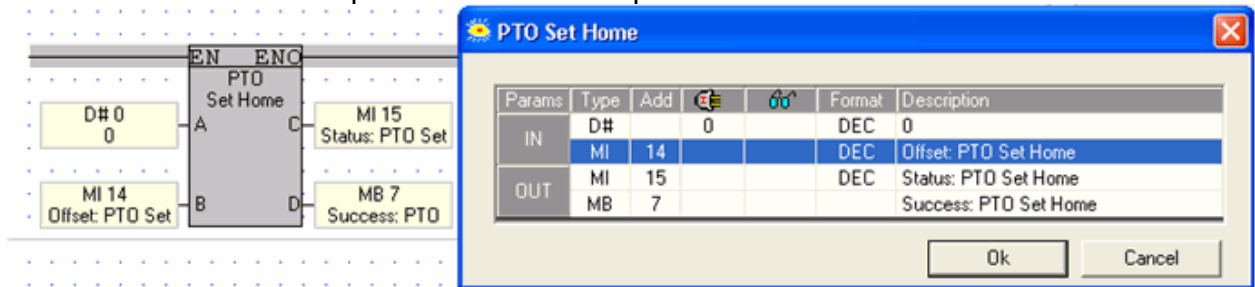 EN ENO
PTO
Set Home
D# 0
0
A
C
MI 15
Status: PTO Set
MI 14
Offset: PTO Set
B
D
MB 7
Success: PTO
PTO Set Home
Params Type Add Format Description
IN
D# 0 DEC 0
MI 14 DEC Offset: PTO Set Home
OUT
MI 15 DEC Status: PTO Set Home
MB 7 Success: PTO Set Home
Ok Cancel